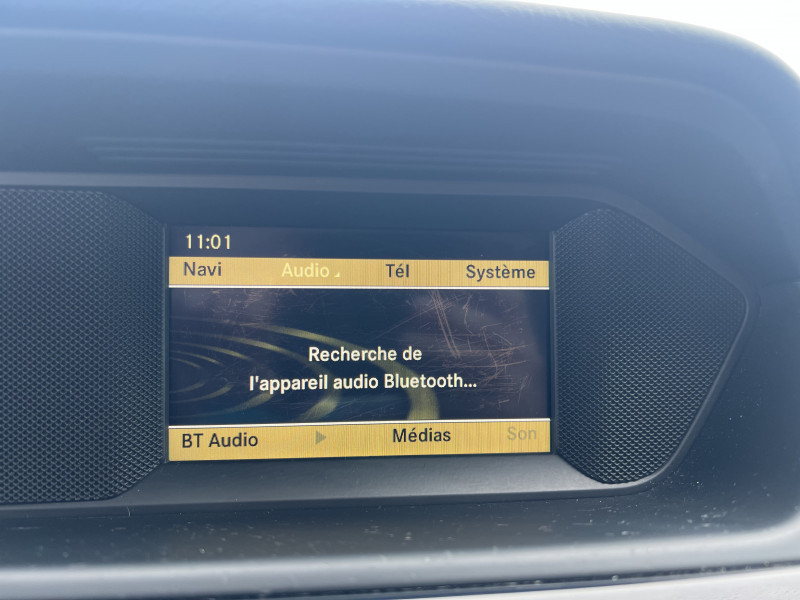 11:01
Navi Audio Tél Système
Recherche de
l'appareil audio Bluetooth...
BT Audio Médias Son